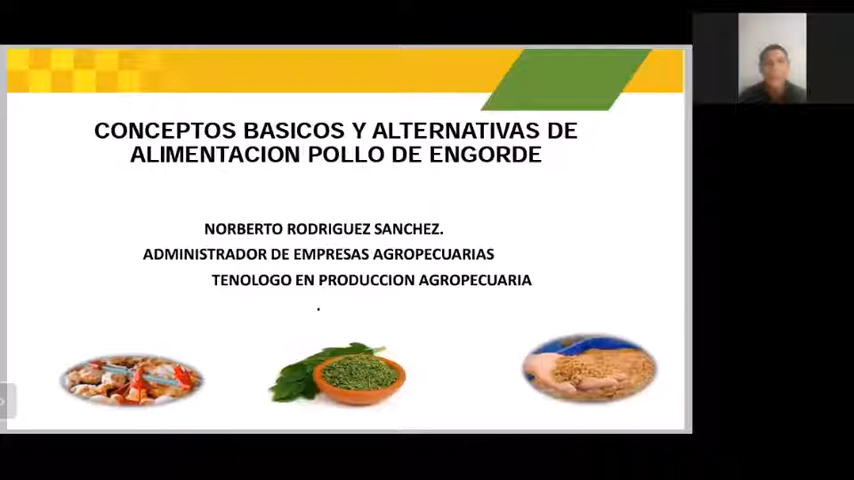 CONCEPTOS BASICOS Y ALTERNATIVAS DE
ALIMENTACION POLLO DE ENGORDE
NORBERTO RODRIGUEZ SANCHEZ.
ADMINISTRADOR DE EMPRESAS AGROPECUARIAS
TENOLOGO EN PRODUCCION AGROPECUARIA
.